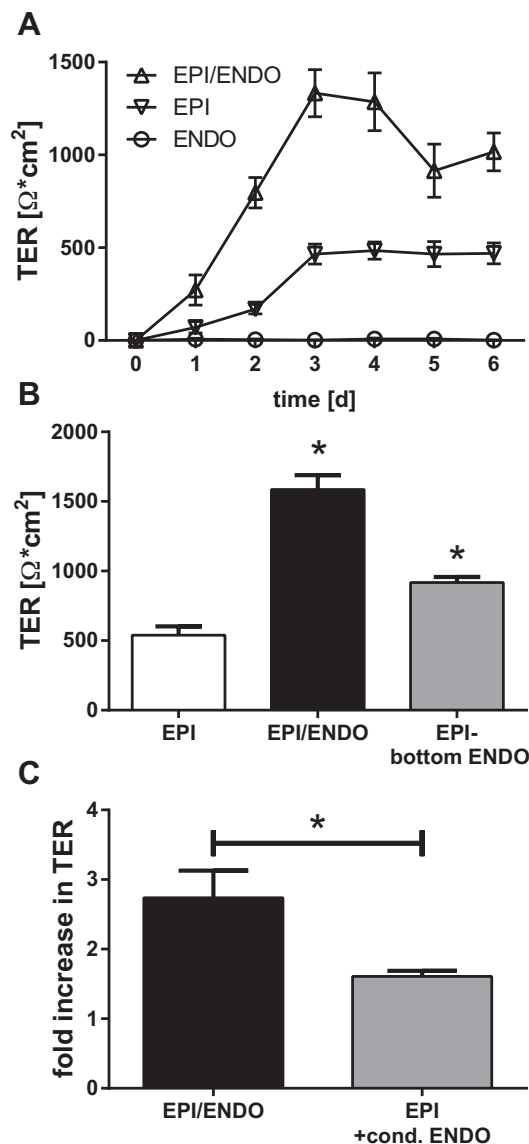 A
TER [Ω*cm²]
1500
1000
500
0
EPI/ENDO
EPI
ENDO
0 1 2 3 4 5 6
time [d]
B
TER [Ω*cm²]
2000
1500
1000
500
0
*
*
EPI EPI/ENDO EPI-
bottom ENDO
C
fold increase in TER
4
3
2
1
0
*
EPI/ENDO EPI
+cond. ENDO